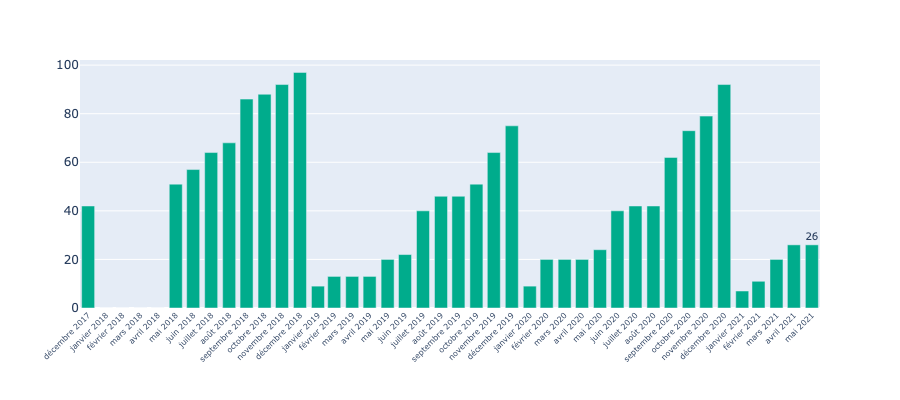 100
80
60
40
20
0
26
décembre 2017
janvier 2018
février 2018
mars 2018
avril 2018
mai 2018
juin 2018
juillet 2018
août 2018
septembre 2018
octobre 2018
novembre 2018
décembre 2018
janvier 2019
février 2019
mars 2019
avril 2019
mai 2019
juin 2019
juillet 2019
août 2019
septembre 2019
octobre 2019
novembre 2019
décembre 2019
janvier 2020
février 2020
mars 2020
avril 2020
mai 2020
juin 2020
juillet 2020
août 2020
septembre 2020
octobre 2020
novembre 2020
décembre 2020
janvier 2021
février 2021
mars 2021
avril 2021
mai 2021